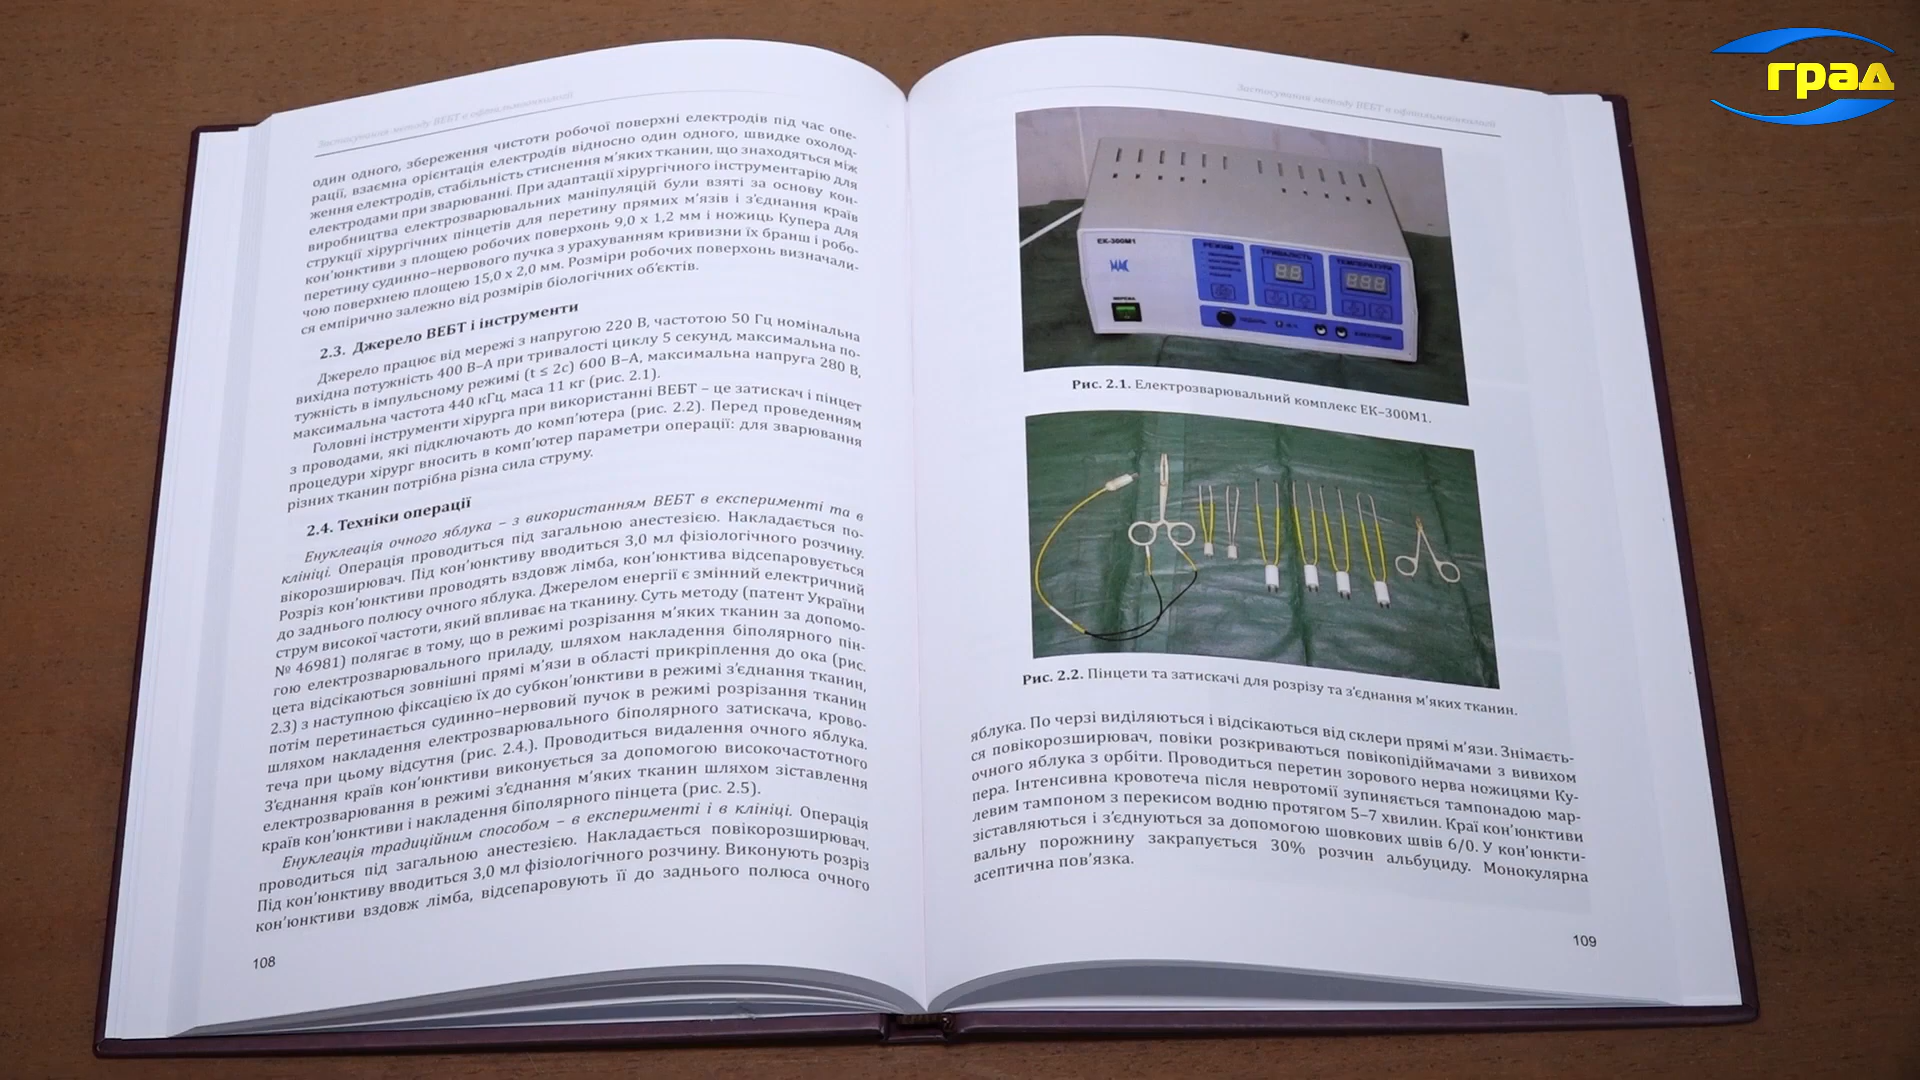 Застосування методу ВЕБТ в офтальмоонкології
один одного, збереження чистоти робочої поверхні електродів під час опе-
рації, взаємна орієнтація електродів відносно один одного, швидке охолод-
ження електродів, стабільність стиснення м'яких тканин, що знаходяться між
електродами при зварюванні. При адаптації хірургічного інструментарію для
виробництва електрозварювальних маніпуляцій були взяті за основу кон-
струкції хірургічних пінцетів для перетину прямих м'язів і з'єднання країв
кон'юнктиви з площею робочих поверхонь 9,0 х 1,2 мм і ножиць Купера для
перетину судинно–нервового пучка з урахуванням кривизни їх бранш і робо-
чою поверхнею площею 15,0 х 2,0 мм. Розміри робочих поверхонь визначали-
ся емпірично залежно від розмірів біологічних об'єктів.
2.3. Джерело ВЕБТ і інструменти
Джерело працює від мережі з напругою 220 В, частотою 50 Гц номінальна
вихідна потужність 400 В–А при тривалості циклу 5 секунд, максимальна по-
тужність в імпульсному режимі (t ≤ 2с) 600 В–А, максимальна напруга 280 В,
максимальна частота 440 кГц, маса 11 кг (рис. 2.1).
Головні інструменти хірурга при використанні ВЕБТ – це затискач і пінцет
з проводами, які підключають до комп'ютера (рис. 2.2). Перед проведенням
процедури хірург вносить в комп'ютер параметри операції: для зварювання
різних тканин потрібна різна сила струму.
2.4. Техніки операції
Енуклеація очного яблука – з використанням ВЕБТ в експерименті та в
клініці. Операція проводиться під загальною анестезією. Накладається по-
вікорозширювач. Під кон'юнктиву вводиться 3,0 мл фізіологічного розчину.
Розріз кон'юнктиви проводять вздовж лімба, кон'юнктива відсепаровується
до заднього полюсу очного яблука. Джерелом енергії є змінний електричний
струм високої частоти, який впливає на тканину. Суть методу (патент України
№ 46981) полягає в тому, що в режимі розрізання м'яких тканин за допомо-
гою електрозварювального приладу, шляхом накладення біполярного пін-
цета відсікаються зовнішні прямі м'язи в області прикріплення до ока (рис.
2.3) з наступною фіксацією їх до субкон'юнктиви в режимі з'єднання тканин,
потім перетинається судинно–нервовий пучок в режимі розрізання тканин
шляхом накладення електрозварювального біполярного затискача, крово-
теча при цьому відсутня (рис. 2.4.). Проводиться видалення очного яблука.
З'єднання країв кон'юнктиви виконується за допомогою високочастотного
електрозварювання в режимі з'єднання м'яких тканин шляхом зіставлення
країв кон'юнктиви і накладення біполярного пінцета (рис. 2.5).
Енуклеація традиційним способом – в експерименті і в клініці. Операція
проводиться під загальною анестезією. Накладається повікорозширювач.
Під кон'юнктиву вводиться 3,0 мл фізіологічного розчину. Виконують розріз
кон'юнктиви вздовж лімба, відсепаровують її до заднього полюса очного
108
Застосування методу ВЕБТ в офтальмоонкології
ЕК-300М1
РЕЖИМ
ТРИВАЛІСТЬ
ТЕМПЕРАТУРА
МЕРЕЖА
Рис. 2.1. Електрозварювальний комплекс ЕК–300М1.
Рис. 2.2. Пінцети та затискачі для розрізу та з'єднання м'яких тканин.
яблука. По черзі виділяються і відсікаються від склери прямі м'язи. Знімаєть-
ся повікорозширювач, повіки розкриваються повікопідіймачами з вивихом
очного яблука з орбіти. Проводиться перетин зорового нерва ножицями Ку-
пера. Інтенсивна кровотеча після невротомії зупиняється тампонадою мар-
левим тампоном з перекисом водню протягом 5–7 хвилин. Краї кон'юнктиви
зіставляються і з'єднуються за допомогою шовкових швів 6/0. У кон'юнкти-
вальну порожнину закрапується 30% розчин альбуциду. Монокулярна
асептична пов'язка.
109
град